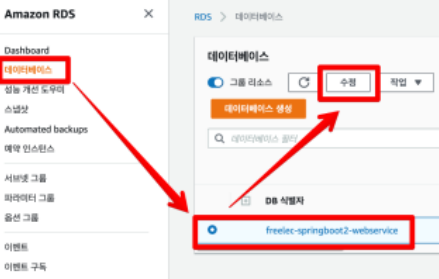 Amazon RDS
Dashboard
데이터베이스
성능 개선 도우미
스냅샷
Automated backups
예약 인스턴스
서브넷 그룹
파라미터 그룹
옵션 그룹
이벤트
이벤트 구독
RDS > 데이터베이스
데이터베이스
그룹 리소스
수정
작업
데이터베이스 생성
데이터베이스 필터
DB 식별자
freelec-springboot2-webservice